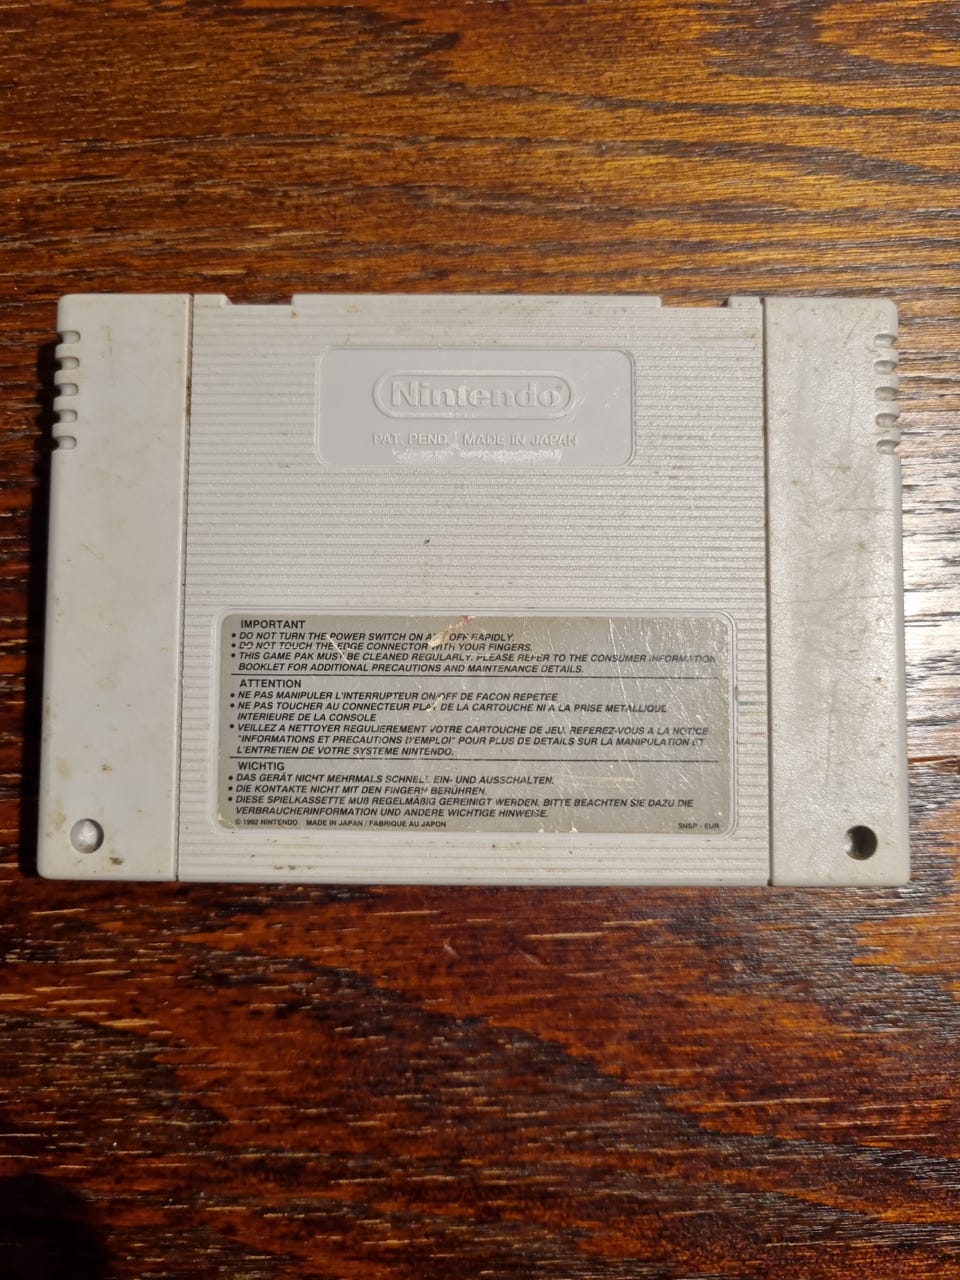 Nintendo®
PAT. PEND. MADE IN JAPAN
IMPORTANT
• DO NOT TURN THE POWER SWITCH ON AND OFF RAPIDLY.
• DO NOT TOUCH THE EDGE CONNECTOR WITH YOUR FINGERS.
• THIS GAME PAK MUST BE CLEANED REGULARLY. PLEASE REFER TO THE CONSUMER INFORMATION
BOOKLET FOR ADDITIONAL PRECAUTIONS AND MAINTENANCE DETAILS.
ATTENTION
• NE PAS MANIPULER L'INTERRUPTEUR ON/OFF DE FACON REPETEE
• NE PAS TOUCHER AU CONNECTEUR PLAT DE LA CARTOUCHE NI A LA PRISE METALLIQUE
INTERIEURE DE LA CONSOLE
• VEILLEZ A NETTOYER REGULIEREMENT VOTRE CARTOUCHE DE JEU. REFEREZ-VOUS A LA NOTICE
"INFORMATIONS ET PRECAUTIONS D'EMPLOI" POUR PLUS DE DETAILS SUR LA MANIPULATION ET
L'ENTRETIEN DE VOTRE SYSTEME NINTENDO.
WICHTIG
• DAS GERÄT NICHT MEHRMALS SCHNELL EIN- UND AUSSCHALTEN.
• DIE KONTAKTE NICHT MIT DEN FINGERN BERÜHREN.
• DIESE SPIELKASSETTE MUß REGELMÄßIG GEREINIGT WERDEN. BITTE BEACHTEN SIE DAZU DIE
VERBRAUCHERINFORMATION UND ANDERE WICHTIGE HINWEISE.
© 1992 NINTENDO MADE IN JAPAN / FABRIQUE AU JAPON SNSP - EUR